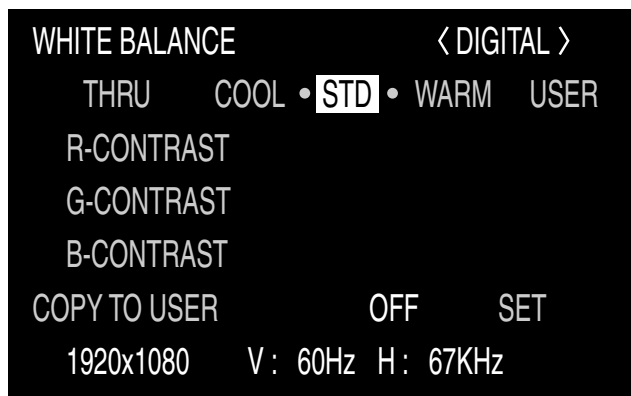 WHITE BALANCE 〈 DIGITAL 〉
THRU COOL • STD • WARM USER
R-CONTRAST
G-CONTRAST
B-CONTRAST
COPY TO USER OFF SET
1920x1080 V : 60Hz H : 67KHz